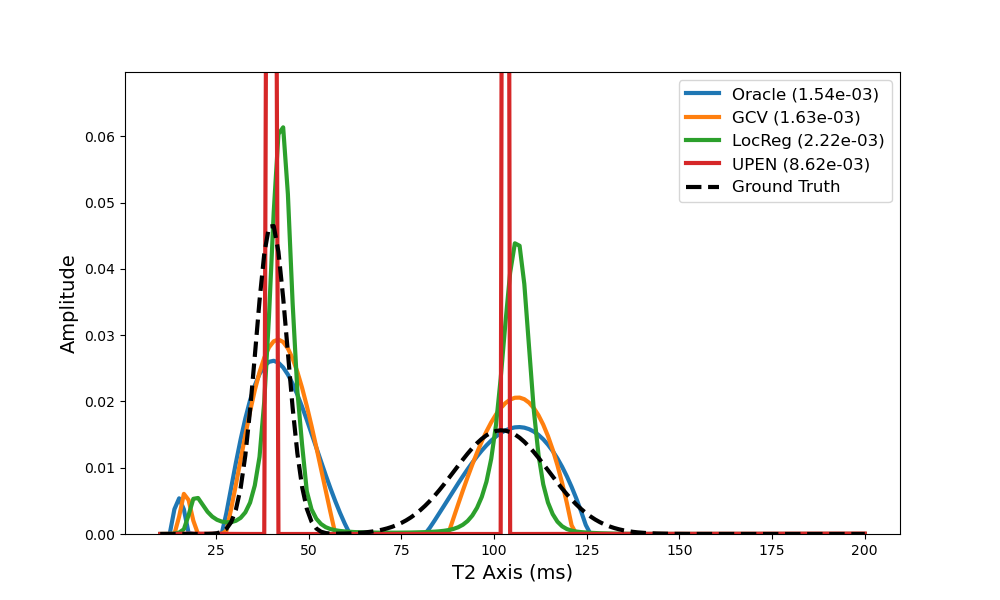 Oracle (1.54e-03)
GCV (1.63e-03)
LocReg (2.22e-03)
UPEN (8.62e-03)
Ground Truth
Amplitude
0.06
0.05
0.04
0.03
0.02
0.01
0.00
25 50 75 100 125 150 175 200
T2 Axis (ms)